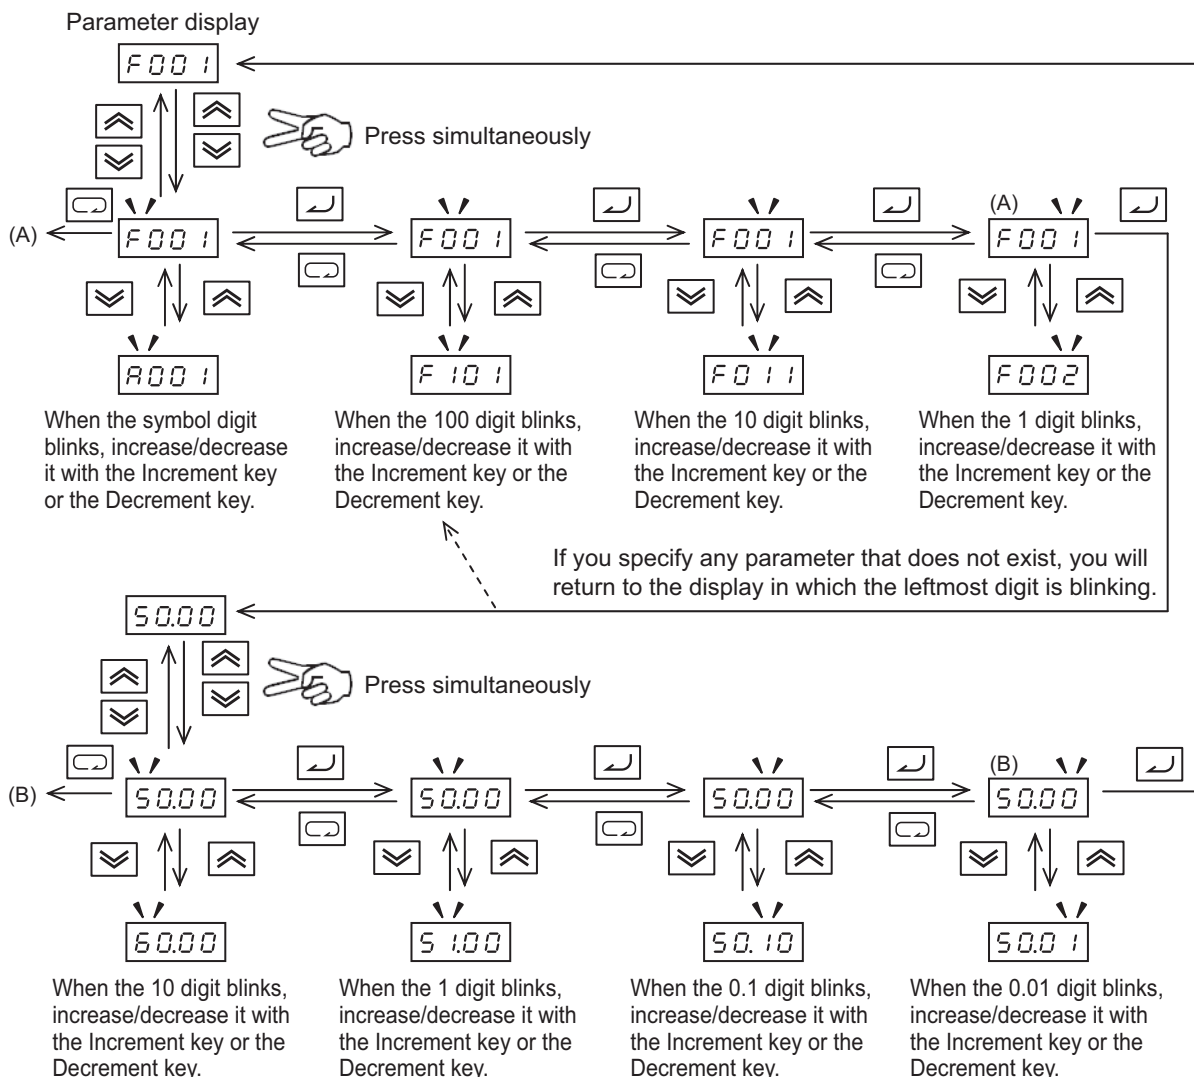 Parameter display
F001
Press simultaneously
(A)
F001
F001
F001
(A)
F001
A001
F101
F011
F002
When the symbol digit
blinks, increase/decrease
it with the Increment key
or the Decrement key.
When the 100 digit blinks,
increase/decrease it with
the Increment key or the
Decrement key.
When the 10 digit blinks,
increase/decrease it with
the Increment key or the
Decrement key.
When the 1 digit blinks,
increase/decrease it with
the Increment key or the
Decrement key.
If you specify any parameter that does not exist, you will
return to the display in which the leftmost digit is blinking.
50.00
Press simultaneously
(B)
50.00
50.00
50.00
(B)
50.00
60.00
51.00
50.10
50.01
When the 10 digit blinks,
increase/decrease it with
the Increment key or the
Decrement key.
When the 1 digit blinks,
increase/decrease it with
the Increment key or the
Decrement key.
When the 0.1 digit blinks,
increase/decrease it with
the Increment key or the
Decrement key.
When the 0.01 digit blinks,
increase/decrease it with
the Increment key or the
Decrement key.